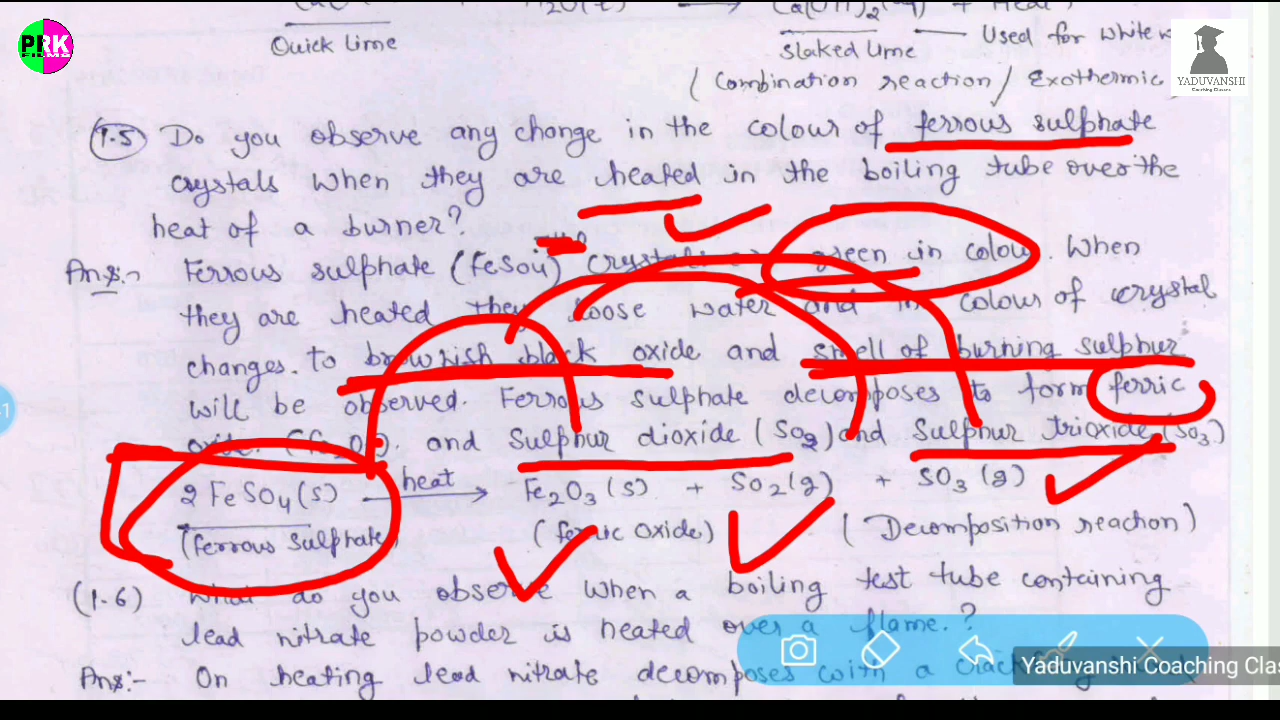 PRK
FILMS
YADUVANSHI
Coaching Classes
Quick lime
slaked lime ← Used for white
(Combination reaction / Exothermic
(1.5) Do you observe any change in the colour of ferrous sulphate
crystals when they are heated in the boiling tube over the
heat of a burner?
Ans:- Ferrous sulphate (FeSO4) crystals green in colour. When
they are heated they loose water and in colour of crystal
changes. to brownish black oxide and smell of burning sulphur
will be observed. Ferrous sulphate decomposes to form ferric
oxide (Fe2O3). and Sulphur dioxide (SO2) and Sulphur trioxide (SO3)
2 FeSO4(s) heat → Fe2O3(s) + SO2(g) + SO3(g)
(Ferrous Sulphate) (ferric Oxide) (Decomposition reaction)
(1.6) What do you observe when a boiling test tube containing
lead nitrate powder is heated over a flame.?
Ans:- On heating lead nitrate decomposes with a
Yaduvanshi Coaching Clas